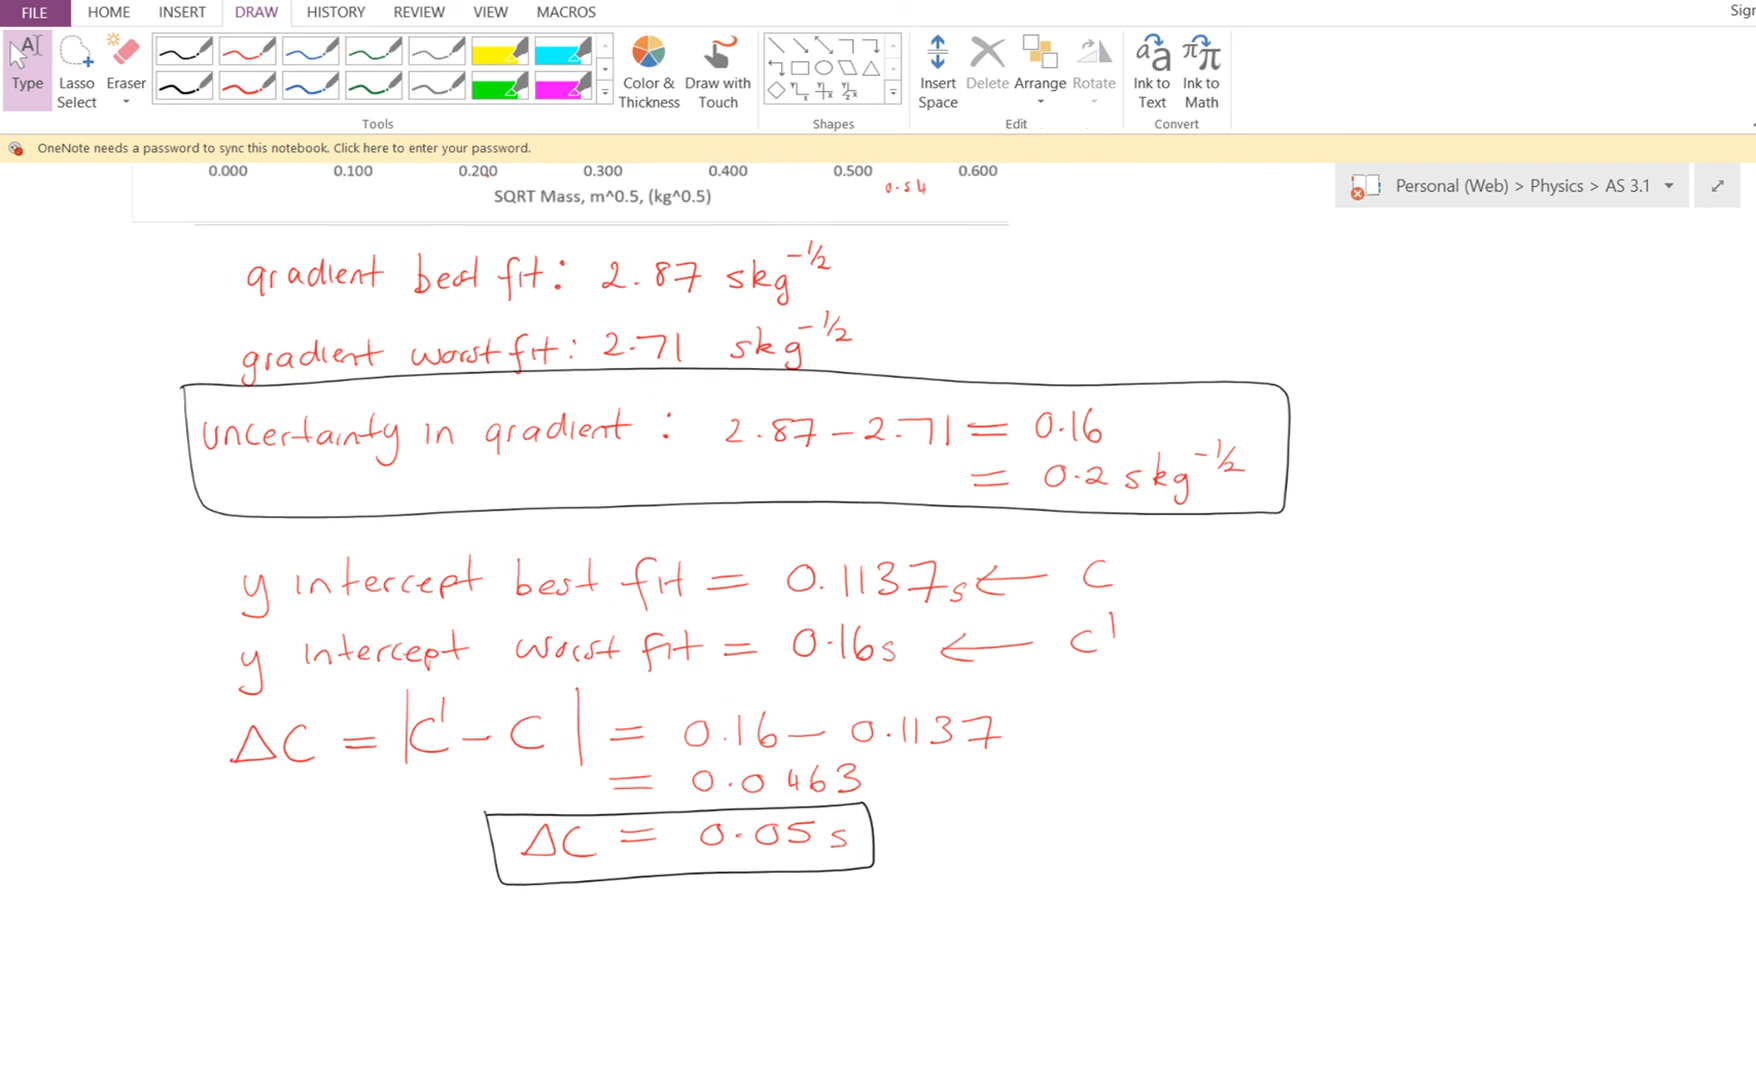 FILE HOME INSERT DRAW HISTORY REVIEW VIEW MACROS
Type
Lasso Select
Eraser
Color & Thickness
Draw with Touch
Insert Space
Delete
Arrange
Rotate
Ink to Text
Ink to Math
Tools
Shapes
Edit
Convert
OneNote needs a password to sync this notebook. Click here to enter your password.
Personal (Web) > Physics > AS 3.1
0.000 0.100 0.200 0.300 0.400 0.500 0.600
0.54
SQRT Mass, m^0.5, (kg^0.5)
gradient best fit: 2.87 skg^-1/2
gradient worst fit: 2.71 skg^-1/2
uncertainty in gradient : 2.87 - 2.71 = 0.16
= 0.2 skg^-1/2
y intercept best fit = 0.1137s ← C
y intercept worst fit = 0.16s ← C'
ΔC = |C' - C| = 0.16 - 0.1137
= 0.0463
ΔC = 0.05 s